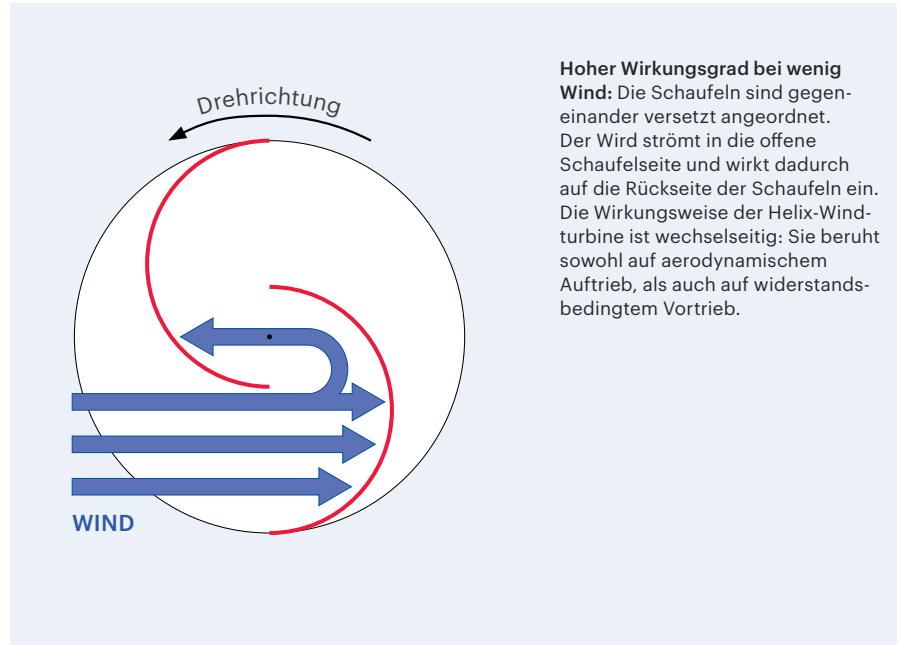 Drehrichtung
WIND
Hoher Wirkungsgrad bei wenig
Wind: Die Schaufeln sind gegen-
einander versetzt angeordnet.
Der Wird strömt in die offene
Schaufelseite und wirkt dadurch
auf die Rückseite der Schaufeln ein.
Die Wirkungsweise der Helix-Wind-
turbine ist wechselseitig: Sie beruht
sowohl auf aerodynamischem
Auftrieb, als auch auf widerstands-
bedingtem Vortrieb.